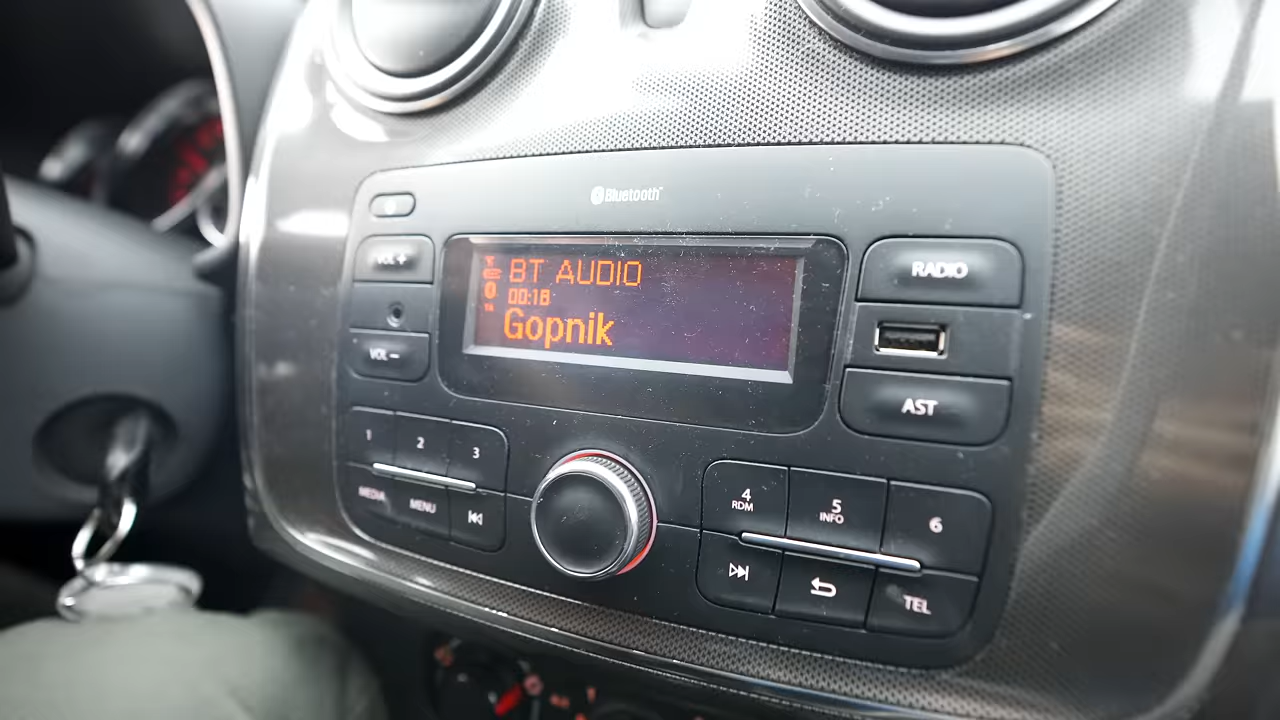 Bluetooth
VOL +
BT AUDIO
00:18
Gopnik
RADIO
VOL −
AST
1
2
3
MEDIA
MENU
4
RDM
5
INFO
6
TEL